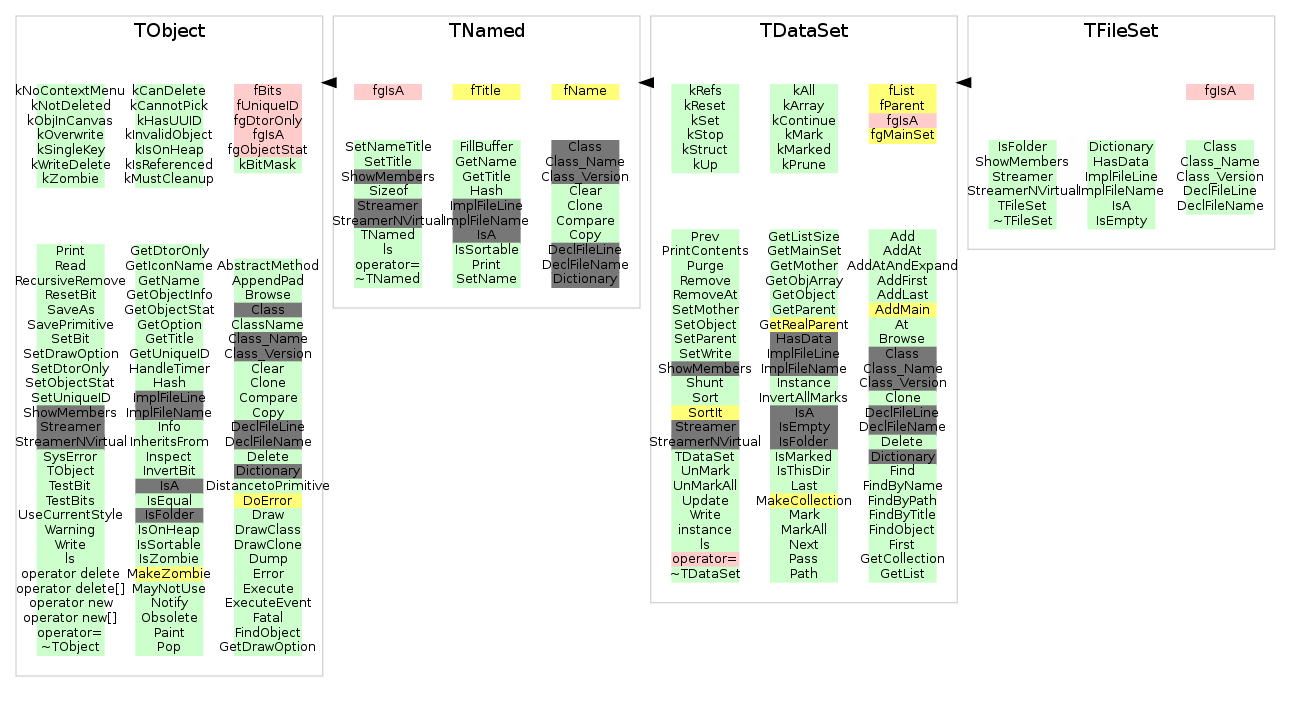 TObject
kNoContextMenu kCanDelete fBits
kNotDeleted kCannotPick fUniqueID
kObjInCanvas kHasUUID fgDtorOnly
kOverwrite kInvalidObject fgIsA
kSingleKey kIsOnHeap fgObjectStat
kWriteDelete kIsReferenced kBitMask
kZombie kMustCleanup
Print GetDtorOnly
Read GetIconName AbstractMethod
RecursiveRemove GetName AppendPad
ResetBit GetObjectInfo Browse
SaveAs GetObjectStat Class
SavePrimitive GetOption ClassName
SetBit GetTitle Class_Name
SetDrawOption GetUniqueID Class_Version
SetDtorOnly HandleTimer Clear
SetObjectStat Hash Clone
SetUniqueID ImplFileLine Compare
ShowMembers ImplFileName Copy
Streamer Info DeclFileLine
StreamerNVirtual InheritsFrom DeclFileName
SysError Inspect Delete
TObject InvertBit Dictionary
TestBit IsA DistancetoPrimitive
TestBits IsEqual DoError
UseCurrentStyle IsFolder Draw
Warning IsOnHeap DrawClass
Write IsSortable DrawClone
ls IsZombie Dump
operator delete MakeZombie Error
operator delete[] MayNotUse Execute
operator new Notify ExecuteEvent
operator new[] Obsolete Fatal
operator= Paint FindObject
~TObject Pop GetDrawOption
TNamed
fgIsA fTitle fName
SetNameTitle FillBuffer Class
SetTitle GetName Class_Name
ShowMembers GetTitle Class_Version
Sizeof Hash Clear
Streamer ImplFileLine Clone
StreamerNVirtual ImplFileName Compare
TNamed IsA Copy
ls IsSortable DeclFileLine
operator= Print DeclFileName
~TNamed SetName Dictionary
TDataSet
kRefs kAll fList
kReset kArray fParent
kSet kContinue fgIsA
kStop kMark fgMainSet
kStruct kMarked
kUp kPrune
Prev GetListSize Add
PrintContents GetMainSet AddAt
Purge GetMother AddAtAndExpand
Remove GetObjArray AddFirst
RemoveAt GetObject AddLast
SetMother GetParent AddMain
SetObject GetRealParent At
SetParent HasData Browse
SetWrite ImplFileLine Class
ShowMembers ImplFileName Class_Name
Shunt Instance Class_Version
Sort InvertAllMarks Clone
SortIt IsA DeclFileLine
Streamer IsEmpty DeclFileName
StreamerNVirtual IsFolder Delete
TDataSet IsMarked Dictionary
UnMark IsThisDir Find
UnMarkAll Last FindByName
Update MakeCollection FindByPath
Write Mark FindByTitle
instance MarkAll FindObject
ls Next First
operator= Pass GetCollection
~TDataSet Path GetList
TFileSet
fgIsA
IsFolder Dictionary Class
ShowMembers HasData Class_Name
Streamer ImplFileLine Class_Version
StreamerNVirtual ImplFileName DeclFileLine
TFileSet IsA DeclFileName
~TFileSet IsEmpty